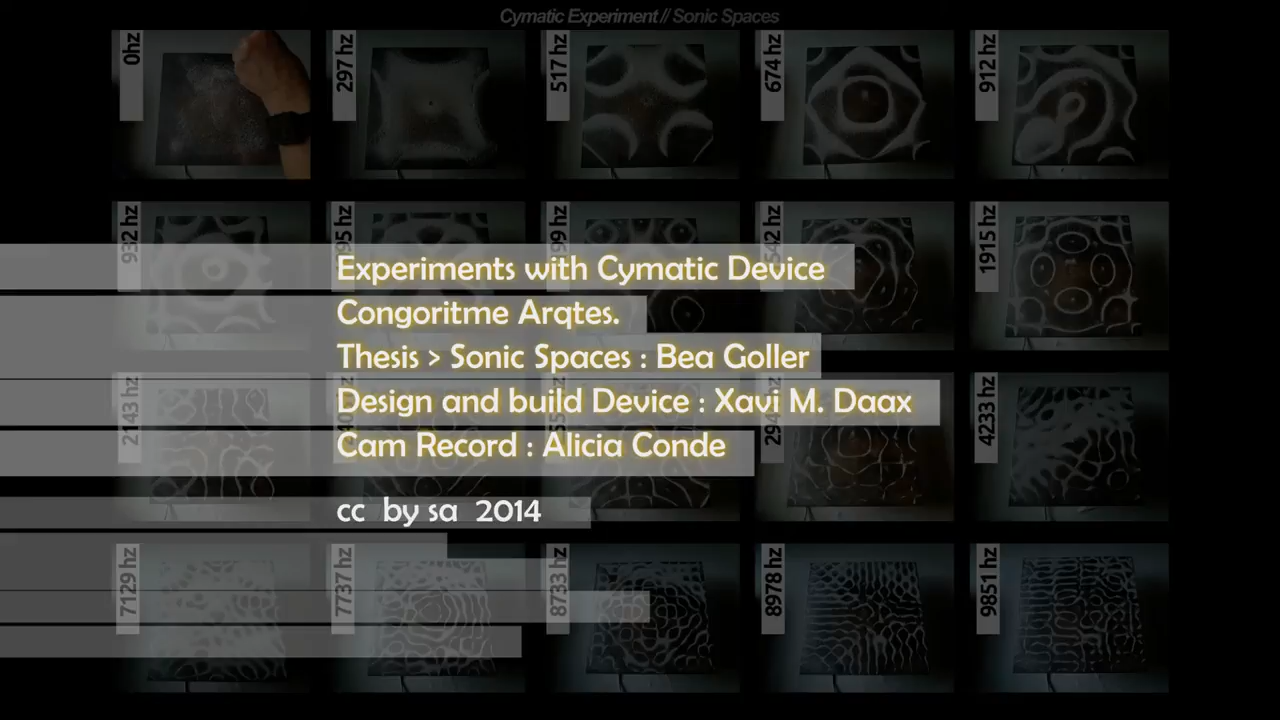 Cymatic Experiment // Sonic Spaces
0hz
297 hz
517 hz
674 hz
912 hz
932 hz
1915 hz
Experiments with Cymatic Device
Congoritme Arqtes.
Thesis > Sonic Spaces : Bea Goller
Design and build Device : Xavi M. Daax
Cam Record : Alicia Conde
2143 hz
4233 hz
cc by sa 2014
7129 hz
7737 hz
8733 hz
8978 hz
9851 hz